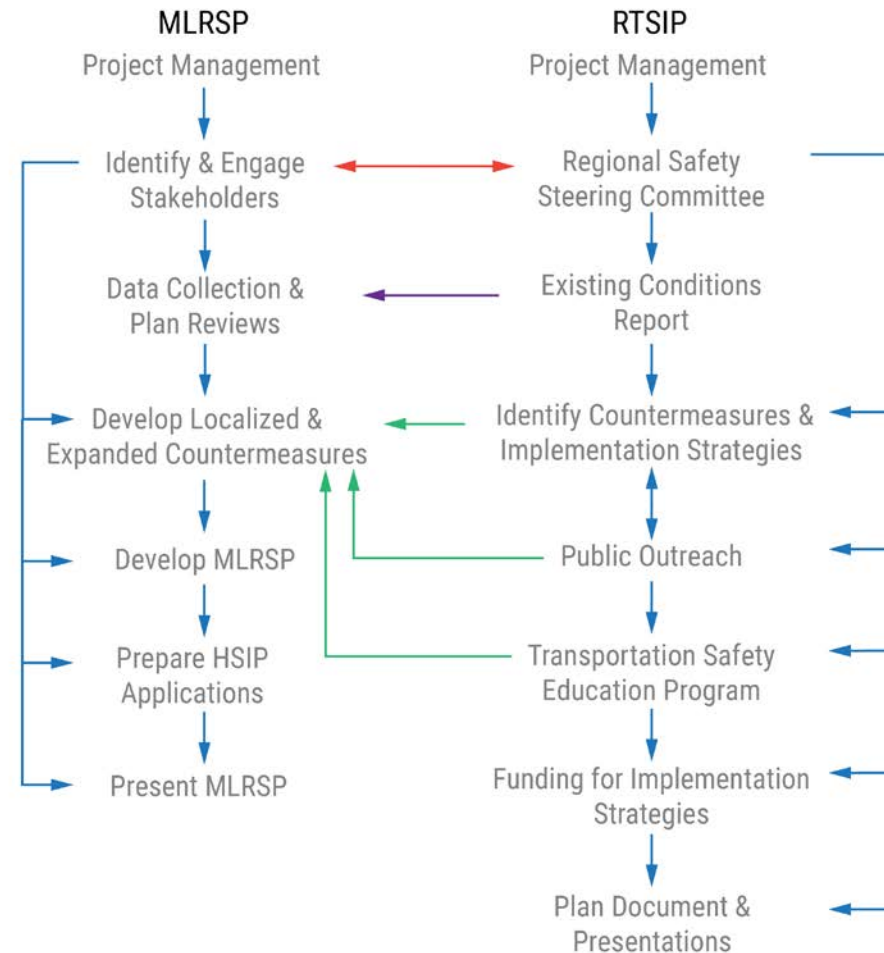 MLRSP
Project Management
Identify & Engage
Stakeholders
Data Collection &
Plan Reviews
Develop Localized &
Expanded Countermeasures
Develop MLRSP
Prepare HSIP
Applications
Present MLRSP
RTSIP
Project Management
Regional Safety
Steering Committee
Existing Conditions
Report
Identify Countermeasures &
Implementation Strategies
Public Outreach
Transportation Safety
Education Program
Funding for Implementation
Strategies
Plan Document &
Presentations